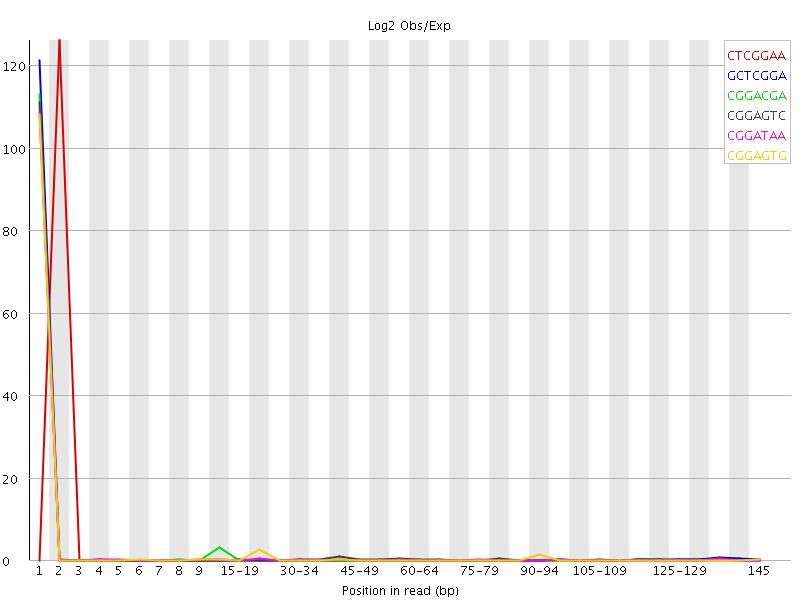 Log2 Obs/Exp
120
100
80
60
40
20
0
CTCGGAA
GCTCGGA
CGGACGA
CGGAGTC
CGGATAA
CGGAGTG
1 2 3 4 5 6 7 8 9 15-19 30-34 45-49 60-64 75-79 90-94 105-109 125-129 145
Position in read (bp)